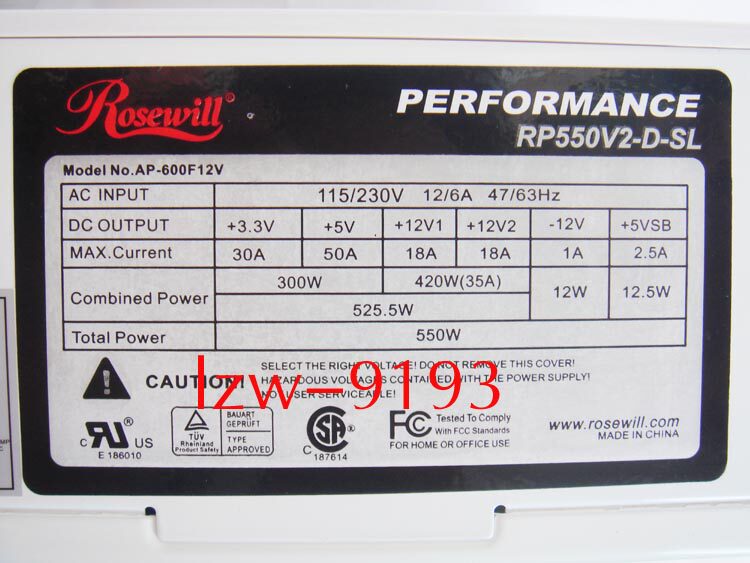 Rosewill®
PERFORMANCE
RP550V2-D-SL
Model No.AP-600F12V
AC INPUT 115/230V 12/6A 47/63Hz
DC OUTPUT +3.3V +5V +12V1 +12V2 -12V +5VSB
MAX.Current 30A 50A 18A 18A 1A 2.5A
Combined Power 300W 420W(35A) 12W 12.5W
525.5W
Total Power 550W
CAUTION!
SELECT THE RIGHT VOLTAGE! DO NOT REMOVE THIS COVER!
HAZARDOUS VOLTAGES CONTAINED WITH THE POWER SUPPLY!
NO USER SERVICEABLE!
lzw-9193
c RU US
E 186010
TÜV
Rheinland
Product Safety
BAUART
GEPRÜFT
TYPE
APPROVED
SA
C 187614
FC Tested To Comply
With FCC Standards
FOR HOME OR OFFICE USE
www.rosewill.com
MADE IN CHINA